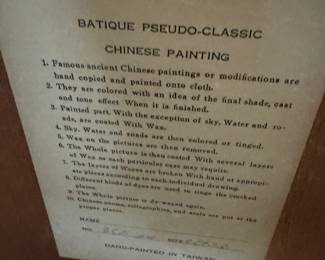 BATIQUE PSEUDO-CLASSIC
CHINESE PAINTING
1. Famous ancient Chinese paintings or modifications are
hand copied and painted onto cloth.
2. They are colored with an idea of the final shade, cast
and tone effect When it is finished.
3. Painted part. With the exception of sky, Water and ro-
ads, are coated With Wax.
4. Sky, Water and roads are then colored or tinged.
5. Wax on the pictures are then removed.
6. The Whole picture is then coated With several layers
of Wax as each particular case may require.
7. The layers of Waxes are broken With hand at appropri-
ate places according to each individual drawing.
8. Different kinds of dyes are used to tinge the smoked
places.
9. The Whole picture is de-waxed again.
10. Chinese poems, calligraphies, and seals are put at the
proper places.
NAME
NO.
HAND-PAINTED IN TAIWAN